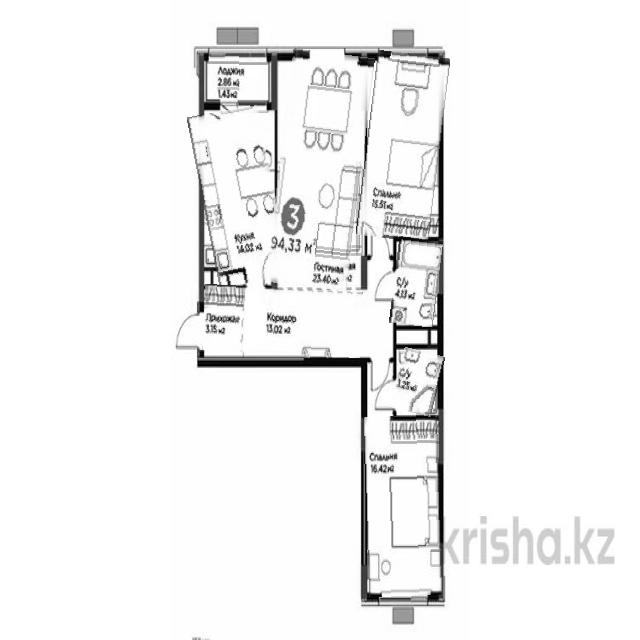 Лоджия
2.86 м2
1.43 м2
Спальня
15.51 м2
3
94,33 м²
Кухня
14.02 м2
Гостиная
23.40 м2
С/у
4.13 м2
Прихожая
3.15 м2
Коридор
13.02 м2
С/у
3.25 м2
Спальня
16.42 м2
krisha.kz